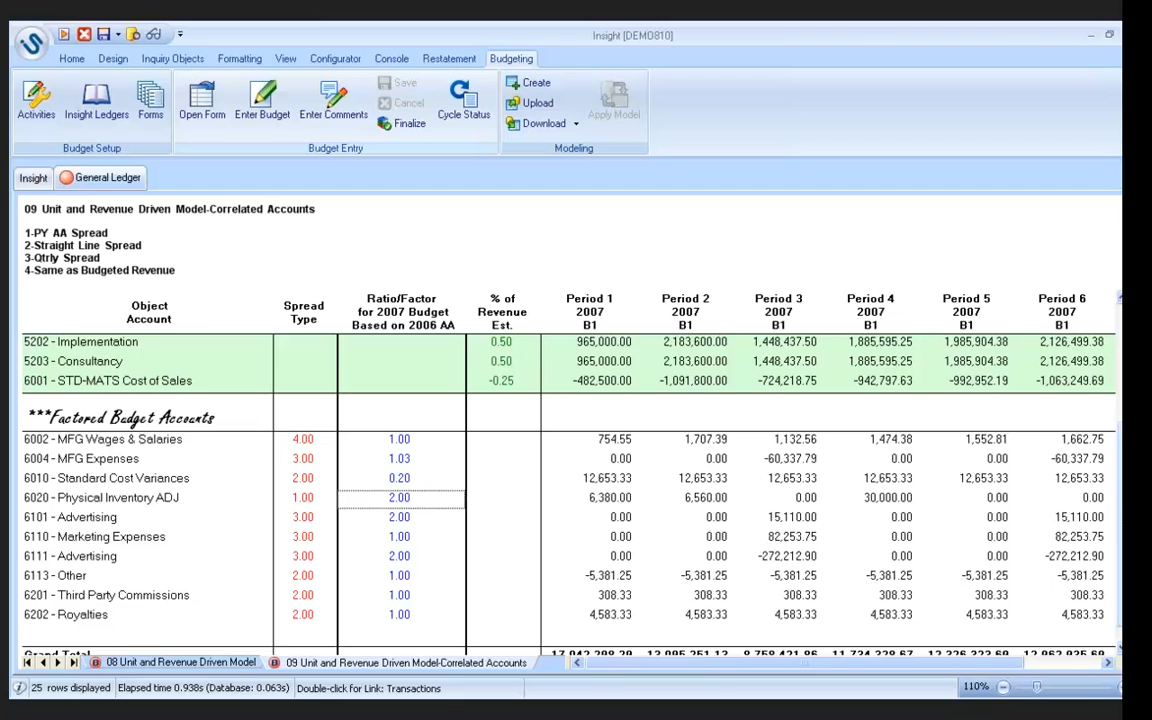 Insight [DEMO810]
Home Design Inquiry Objects Formatting View Configurator Console Restatement Budgeting
Activities Insight Ledgers Forms Open Form Enter Budget Enter Comments Save Cancel Finalize Cycle Status Create Upload Download Apply Model
Budget Setup Budget Entry Modeling
Insight General Ledger
09 Unit and Revenue Driven Model-Correlated Accounts
1-PY AA Spread
2-Straight Line Spread
3-Qtrly Spread
4-Same as Budgeted Revenue
Ratio/Factor % of Period 1 Period 2 Period 3 Period 4 Period 5 Period 6
Object Spread for 2007 Budget Revenue 2007 2007 2007 2007 2007 2007
Account Type Based on 2006 AA Est. B1 B1 B1 B1 B1 B1
5202 - Implementation 0.50 965,000.00 2,183,600.00 1,448,437.50 1,885,595.25 1,985,904.38 2,126,499.38
5203 - Consultancy 0.50 965,000.00 2,183,600.00 1,448,437.50 1,885,595.25 1,985,904.38 2,126,499.38
6001 - STD-MATS Cost of Sales -0.25 -482,500.00 -1,091,800.00 -724,218.75 -942,797.63 -992,952.19 -1,063,249.69
***Factored Budget Accounts
6002 - MFG Wages & Salaries 4.00 1.00 754.55 1,707.39 1,132.56 1,474.38 1,552.81 1,662.75
6004 - MFG Expenses 3.00 1.03 0.00 0.00 -60,337.79 0.00 0.00 -60,337.79
6010 - Standard Cost Variances 2.00 0.20 12,653.33 12,653.33 12,653.33 12,653.33 12,653.33 12,653.33
6020 - Physical Inventory ADJ 1.00 2.00 6,380.00 6,560.00 0.00 30,000.00 0.00 0.00
6101 - Advertising 3.00 2.00 0.00 0.00 15,110.00 0.00 0.00 15,110.00
6110 - Marketing Expenses 3.00 1.00 0.00 0.00 82,253.75 0.00 0.00 82,253.75
6111 - Advertising 3.00 2.00 0.00 0.00 -272,212.90 0.00 0.00 -272,212.90
6113 - Other 2.00 1.00 -5,381.25 -5,381.25 -5,381.25 -5,381.25 -5,381.25 -5,381.25
6201 - Third Party Commissions 2.00 1.00 308.33 308.33 308.33 308.33 308.33 308.33
6202 - Royalties 2.00 1.00 4,583.33 4,583.33 4,583.33 4,583.33 4,583.33 4,583.33
Grand Total
08 Unit and Revenue Driven Model 09 Unit and Revenue Driven Model-Correlated Accounts
25 rows displayed Elapsed time 0.938s (Database: 0.063s) Double-click for Link: Transactions 110%